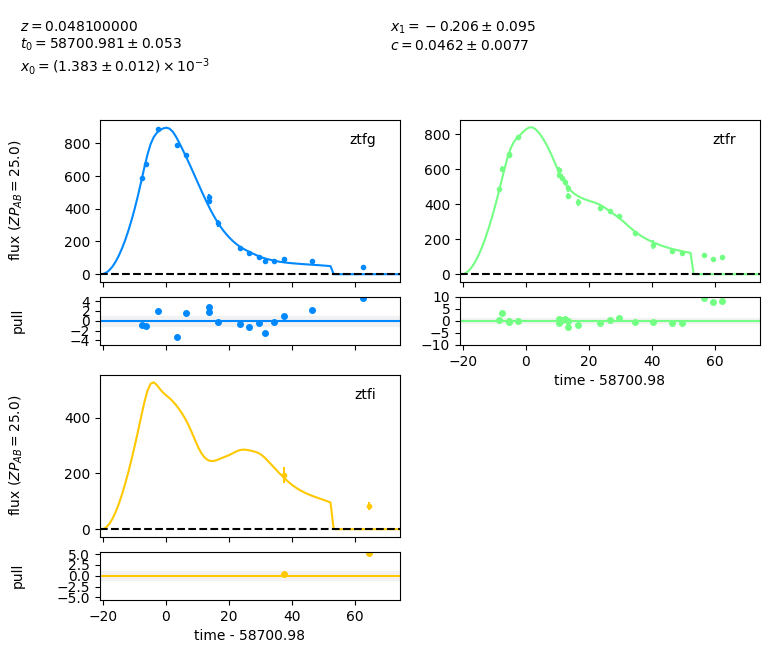 z = 0.048100000
t₀ = 58700.981 ± 0.053
x₀ = (1.383 ± 0.012) × 10⁻³
x₁ = −0.206 ± 0.095
c = 0.0462 ± 0.0077
flux (ZP_AB = 25.0)
800
600
400
200
0
ztfg
800
600
400
200
0
ztfr
pull
4
2
0
−2
−4
10
5
0
−5
−10
−20 0 20 40 60
time - 58700.98
flux (ZP_AB = 25.0)
400
200
0
ztfi
pull
5.0
2.5
0.0
−2.5
−5.0
−20 0 20 40 60
time - 58700.98